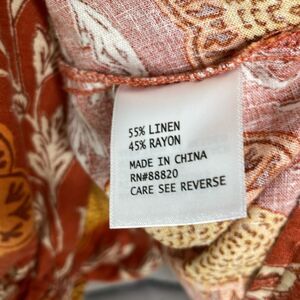 55% LINEN
45% RAYON
MADE IN CHINA
RN#88820
CARE SEE REVERSE